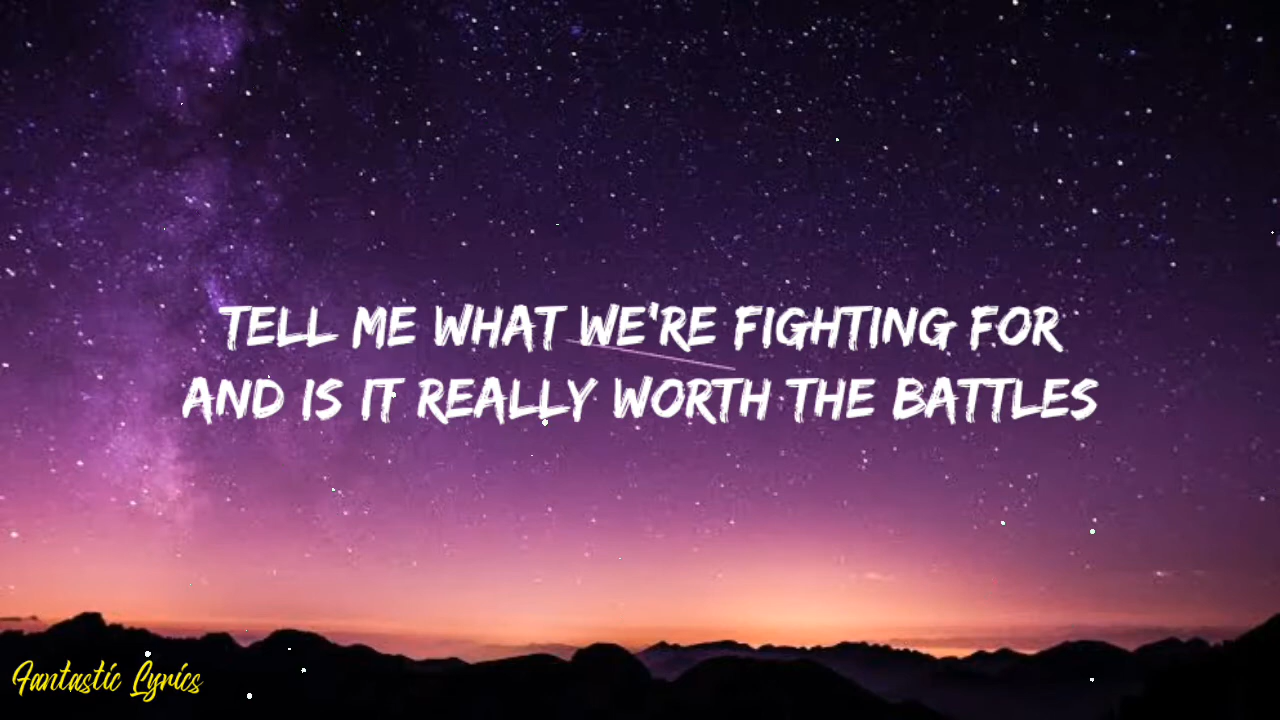 TELL ME WHAT WE'RE FIGHTING FOR
AND IS IT REALLY WORTH THE BATTLES
Fantastic Lyrics